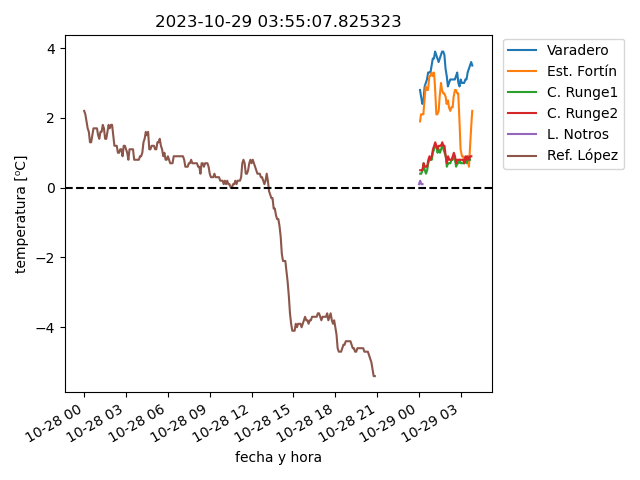 2023-10-29 03:55:07.825323
4
2
0
−2
−4
temperatura [ºC]
10-28 00
10-28 03
10-28 06
10-28 09
10-28 12
10-28 15
10-28 18
10-28 21
10-29 00
10-29 03
fecha y hora
Varadero
Est. Fortín
C. Runge1
C. Runge2
L. Notros
Ref. López